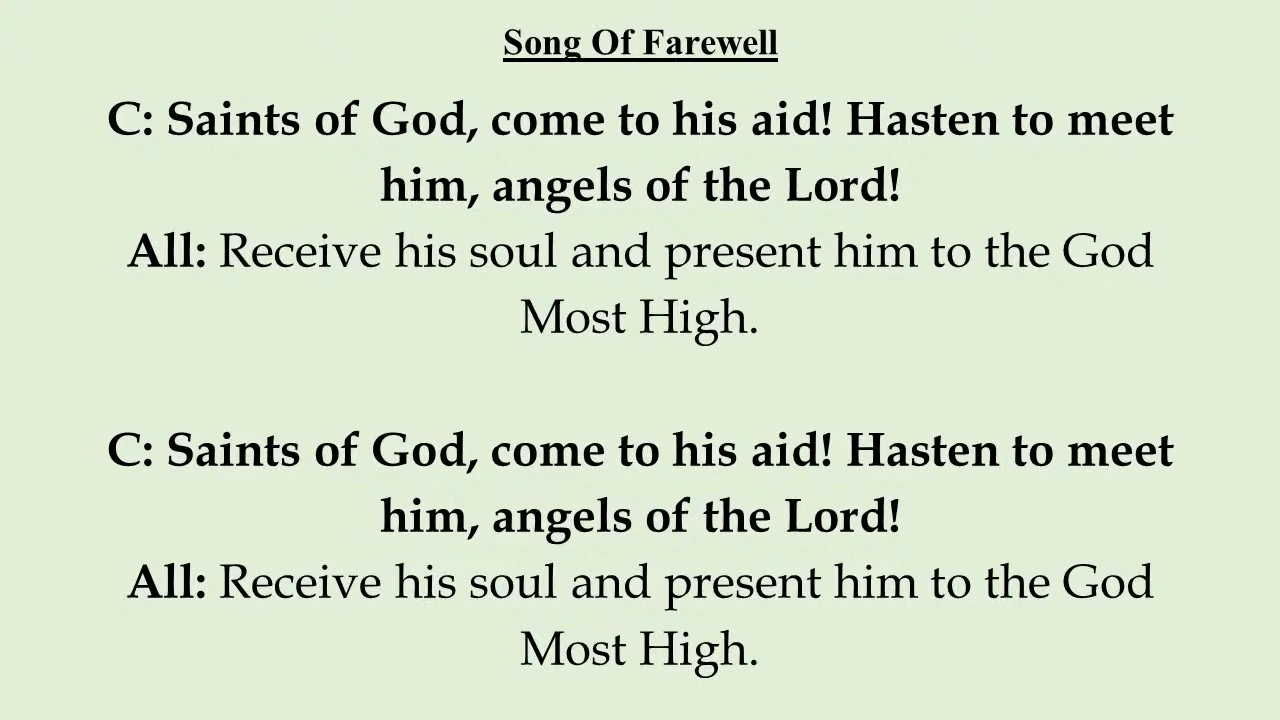 Song Of Farewell
C: Saints of God, come to his aid! Hasten to meet
him, angels of the Lord!
All: Receive his soul and present him to the God
Most High.
C: Saints of God, come to his aid! Hasten to meet
him, angels of the Lord!
All: Receive his soul and present him to the God
Most High.